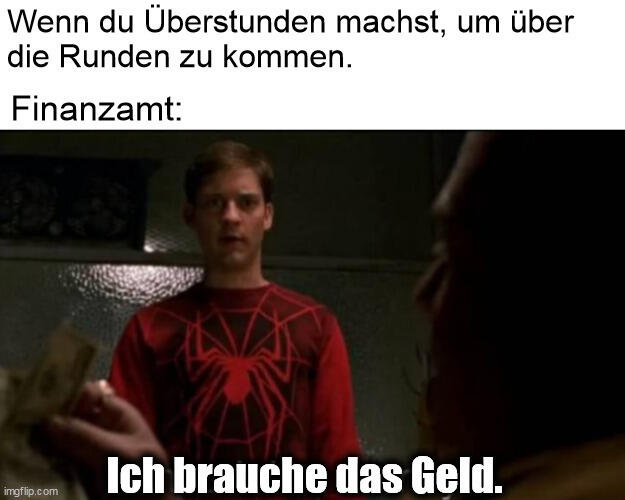 Wenn du Überstunden machst, um über
die Runden zu kommen.
Finanzamt:
Ich brauche das Geld.
imgflip.com